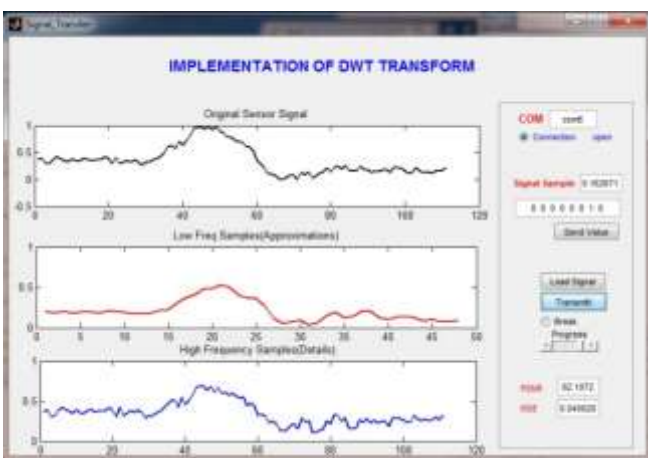 Signal_Transfer
IMPLEMENTATION OF DWT TRANSFORM
Original Sensor Signal
1
0.5
0
-0.5
0 20 40 60 80 100 120
Low Freq Samples(Approximations)
1
0.5
0
0 5 10 15 20 25 30 35 40 45 50
High Frequency Samples(Details)
1
0.5
0
0 20 40 60 80 100 120
COM com6
Connection open
Signal Sample 0.162871
Send Value
Load Signal
Transmit
Break
Progress
PSNR 62.1972
MSE